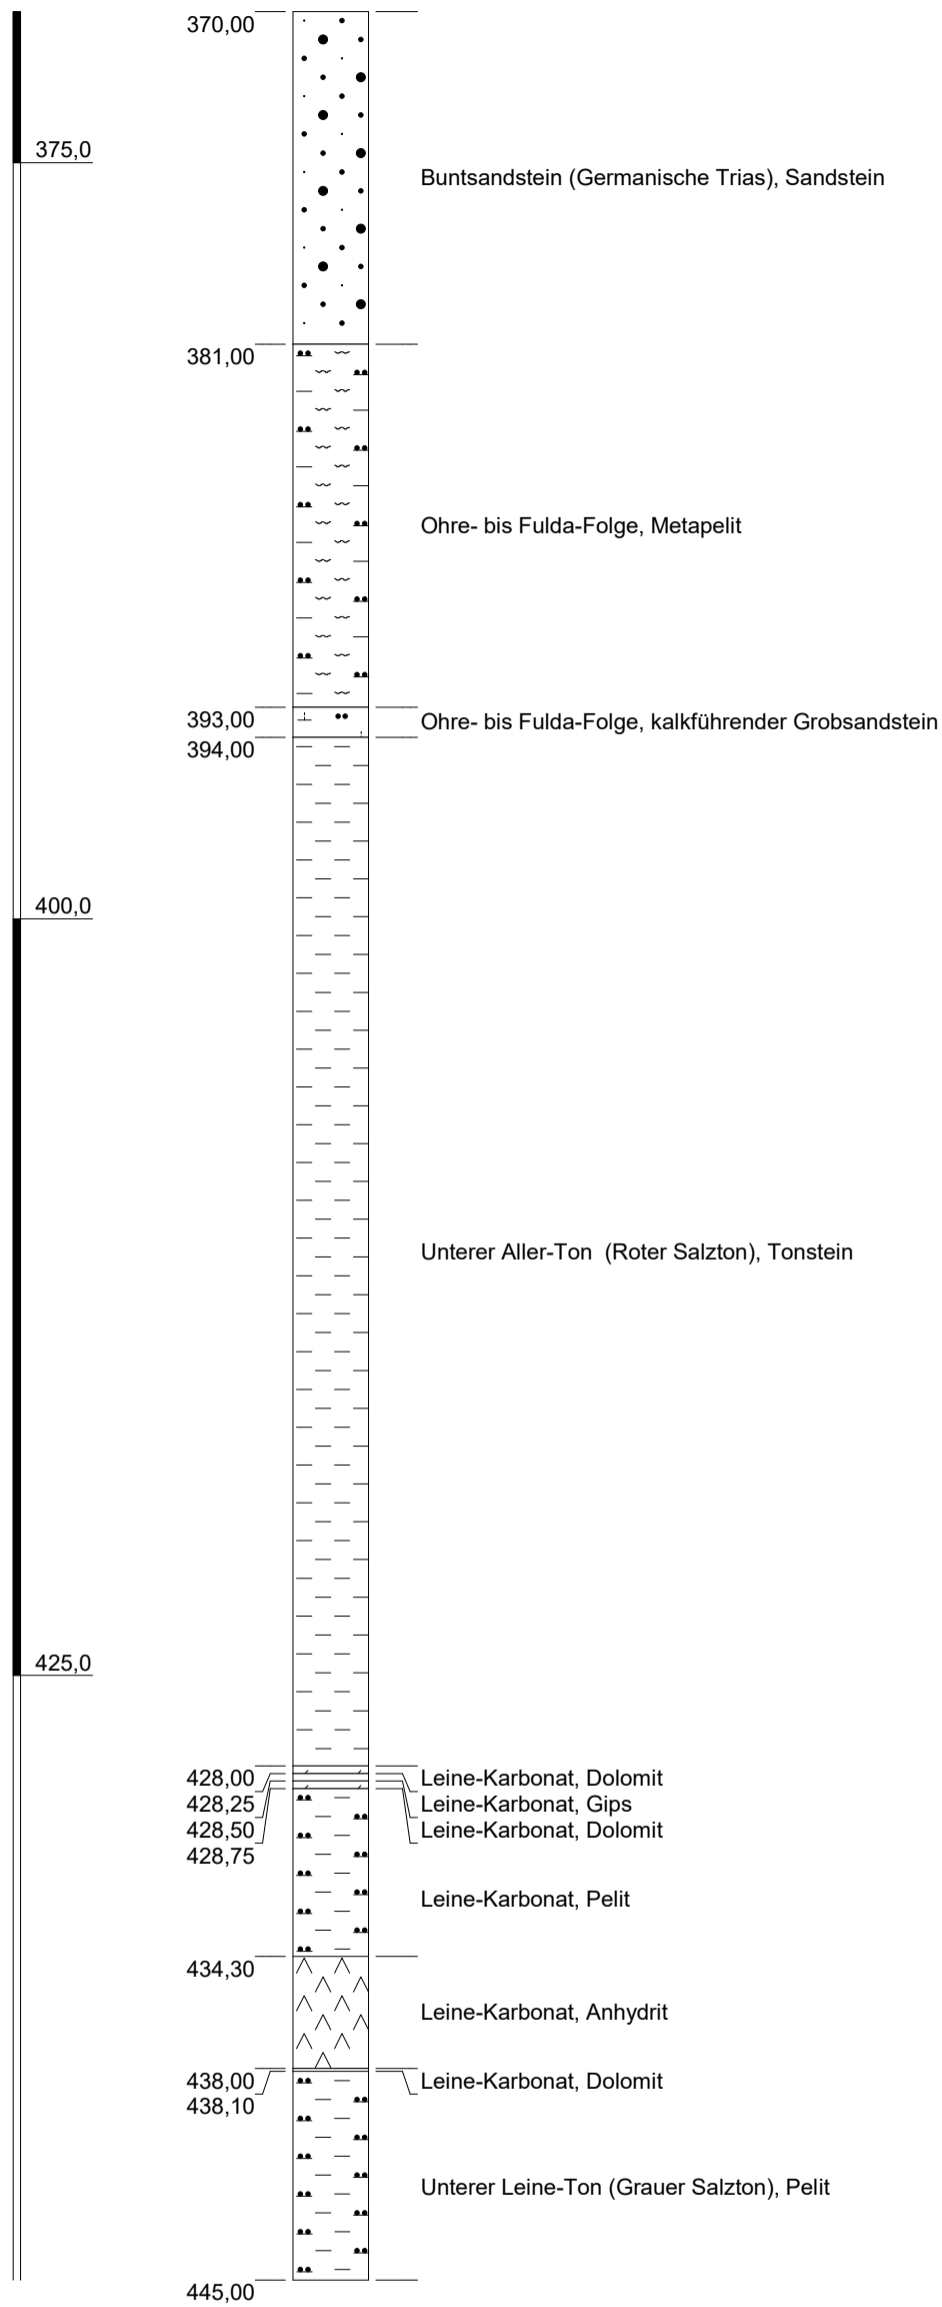 370,00
375,0
Buntsandstein (Germanische Trias), Sandstein
381,00
Ohre- bis Fulda-Folge, Metapelit
393,00
Ohre- bis Fulda-Folge, kalkführender Grobsandstein
394,00
400,0
Unterer Aller-Ton (Roter Salzton), Tonstein
425,0
428,00
Leine-Karbonat, Dolomit
428,25
Leine-Karbonat, Gips
428,50
Leine-Karbonat, Dolomit
428,75
Leine-Karbonat, Pelit
434,30
Leine-Karbonat, Anhydrit
438,00
Leine-Karbonat, Dolomit
438,10
Unterer Leine-Ton (Grauer Salzton), Pelit
445,00